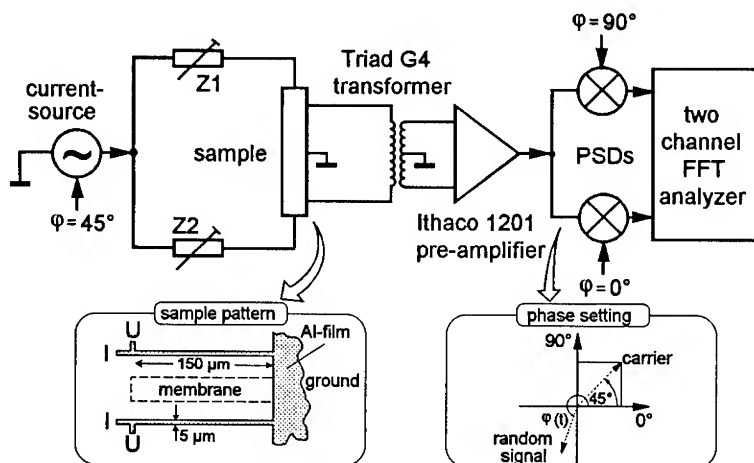 φ=90°
Triad G4
transformer
current-
source
Z1
sample
PSDs
two
channel
FFT
analyzer
φ=45°
Z2
Ithaco 1201
pre-amplifier
φ=0°
sample pattern
U
Al-film
I
150 μm
membrane
ground
I
U
5 μm
phase setting
90°
carrier
45°
0°
φ(t)
random
signal